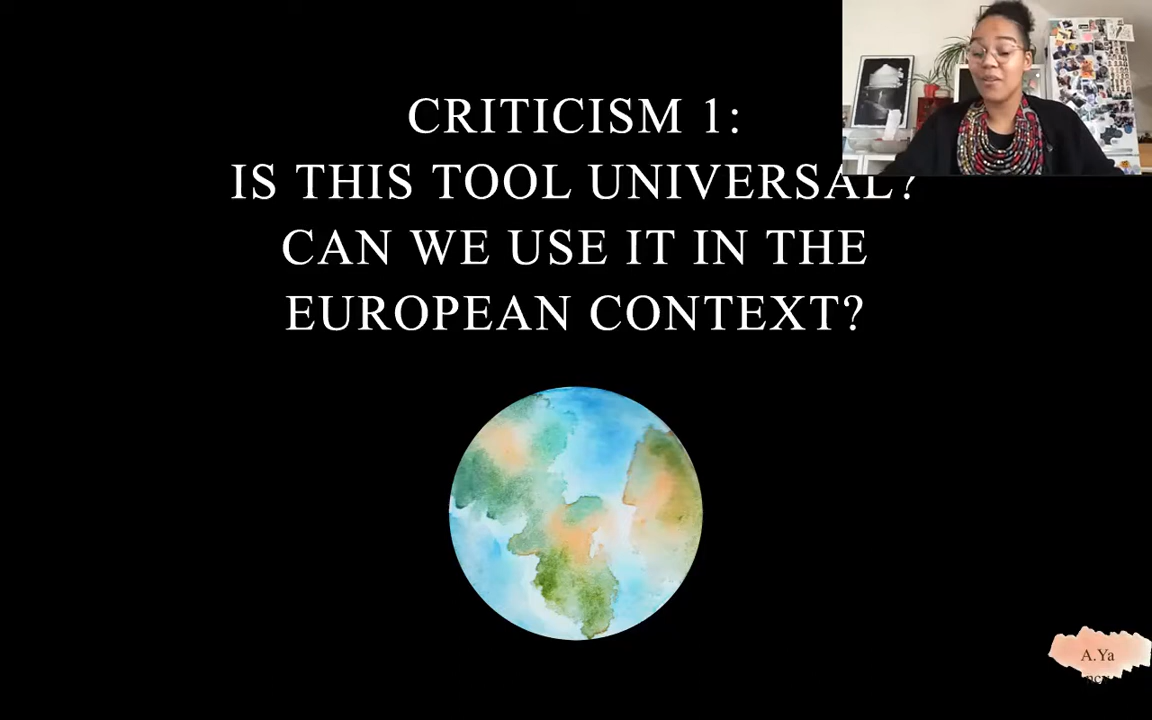 CRITICISM 1:
IS THIS TOOL UNIVERSAL?
CAN WE USE IT IN THE
EUROPEAN CONTEXT?
A.Ya